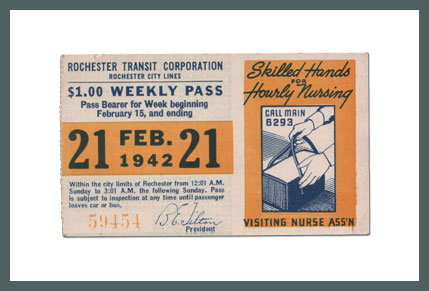 ROCHESTER TRANSIT CORPORATION
ROCHESTER CITY LINES
$1.00 WEEKLY PASS
Pass Bearer for Week beginning
February 15, and ending
21 FEB. 1942 21
Within the city limits of Rochester from 12:01 A.M.
Sunday to 3:01 A.M. the following Sunday. Pass
is subject to inspection at any time until passenger
leaves car or bus.
59454
President
Skilled Hands
FOR
Hourly Nursing
CALL MAIN
8293
VISITING NURSE ASS'N